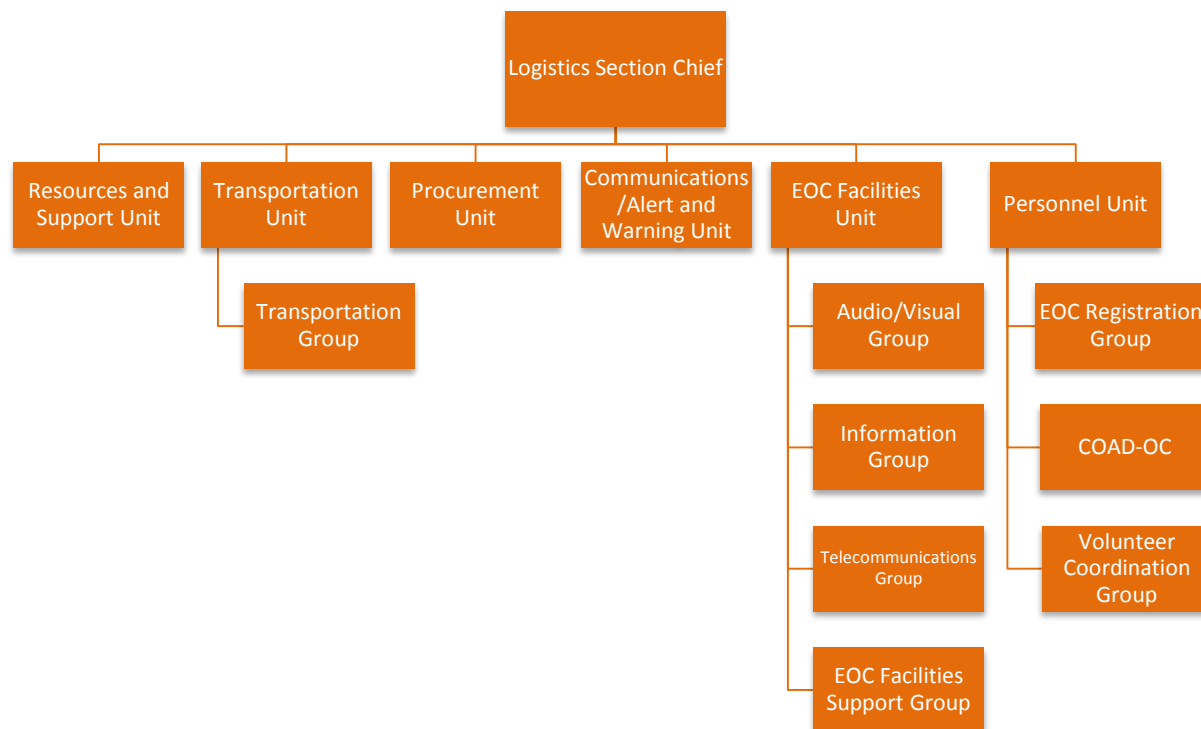 Logistics Section Chief
Resources and
Support Unit
Transportation
Unit
Procurement
Unit
Communications
/Alert and
Warning Unit
EOC Facilities
Unit
Personnel Unit
Transportation
Group
Audio/Visual
Group
EOC Registration
Group
Information
Group
COAD-OC
Telecommunications
Group
Volunteer
Coordination
Group
EOC Facilities
Support Group